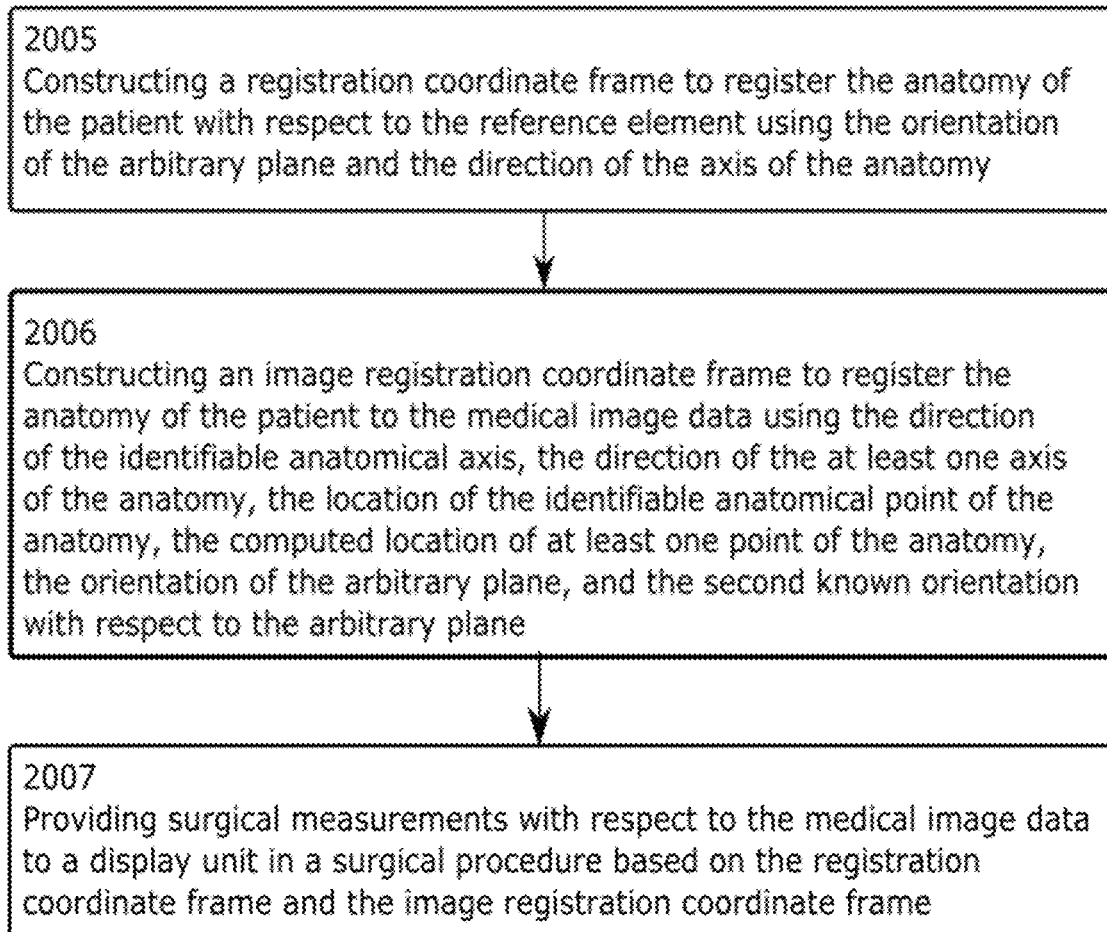 2005
Constructing a registration coordinate frame to register the anatomy of
the patient with respect to the reference element using the orientation
of the arbitrary plane and the direction of the axis of the anatomy
2006
Constructing an image registration coordinate frame to register the
anatomy of the patient to the medical image data using the direction
of the identifiable anatomical axis, the direction of the at least one axis
of the anatomy, the location of the identifiable anatomical point of the
anatomy, the computed location of at least one point of the anatomy,
the orientation of the arbitrary plane, and the second known orientation
with respect to the arbitrary plane
2007
Providing surgical measurements with respect to the medical image data
to a display unit in a surgical procedure based on the registration
coordinate frame and the image registration coordinate frame